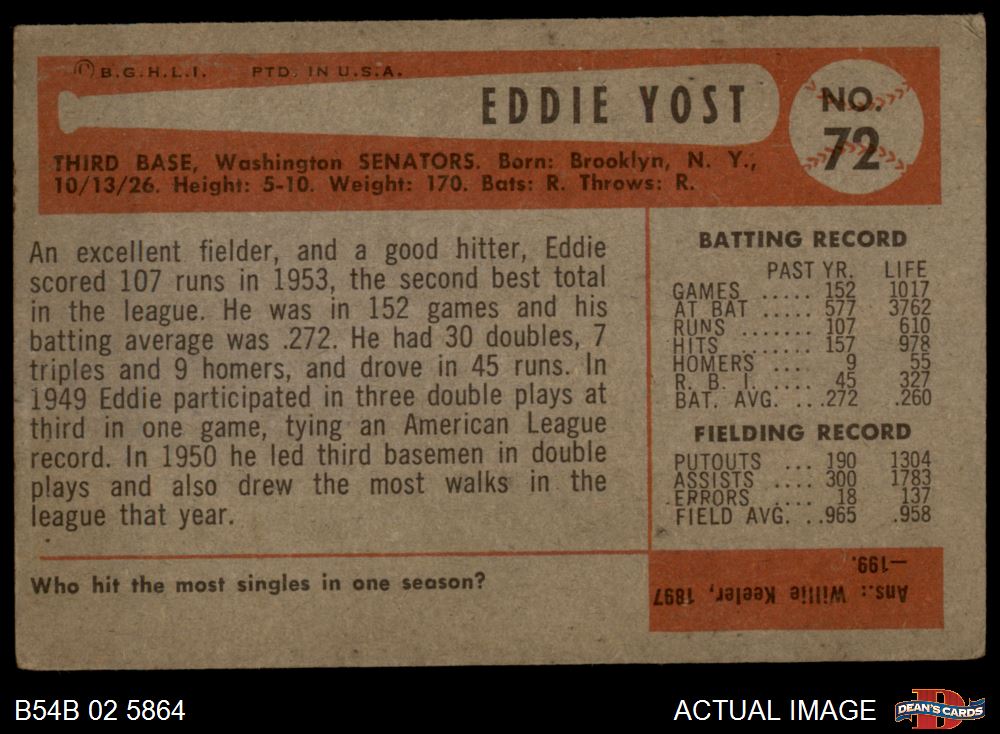 © B.G.H.L.I. PTD. IN U.S.A.
EDDIE YOST
NO.
72
THIRD BASE, Washington SENATORS. Born: Brooklyn, N. Y.,
10/13/26. Height: 5-10. Weight: 170. Bats: R. Throws: R.
An excellent fielder, and a good hitter, Eddie
scored 107 runs in 1953, the second best total
in the league. He was in 152 games and his
batting average was .272. He had 30 doubles, 7
triples and 9 homers, and drove in 45 runs. In
1949 Eddie participated in three double plays at
third in one game, tying an American League
record. In 1950 he led third basemen in double
plays and also drew the most walks in the
league that year.
Who hit the most singles in one season?
BATTING RECORD
PAST YR. LIFE
GAMES ..... 152 1017
AT BAT ..... 577 3762
RUNS ....... 107 610
HITS ........ 157 978
HOMERS .... 9 55
R. B. I. .... 45 327
BAT. AVG. ...272 .260
FIELDING RECORD
PUTOUTS ... 190 1304
ASSISTS .... 300 1783
ERRORS .... 18 137
FIELD AVG. ..965 .958
Ans.: Willie Keeler, 1897
—199.
B54B 02 5864
ACTUAL IMAGE
D
DEAN'S CARDS